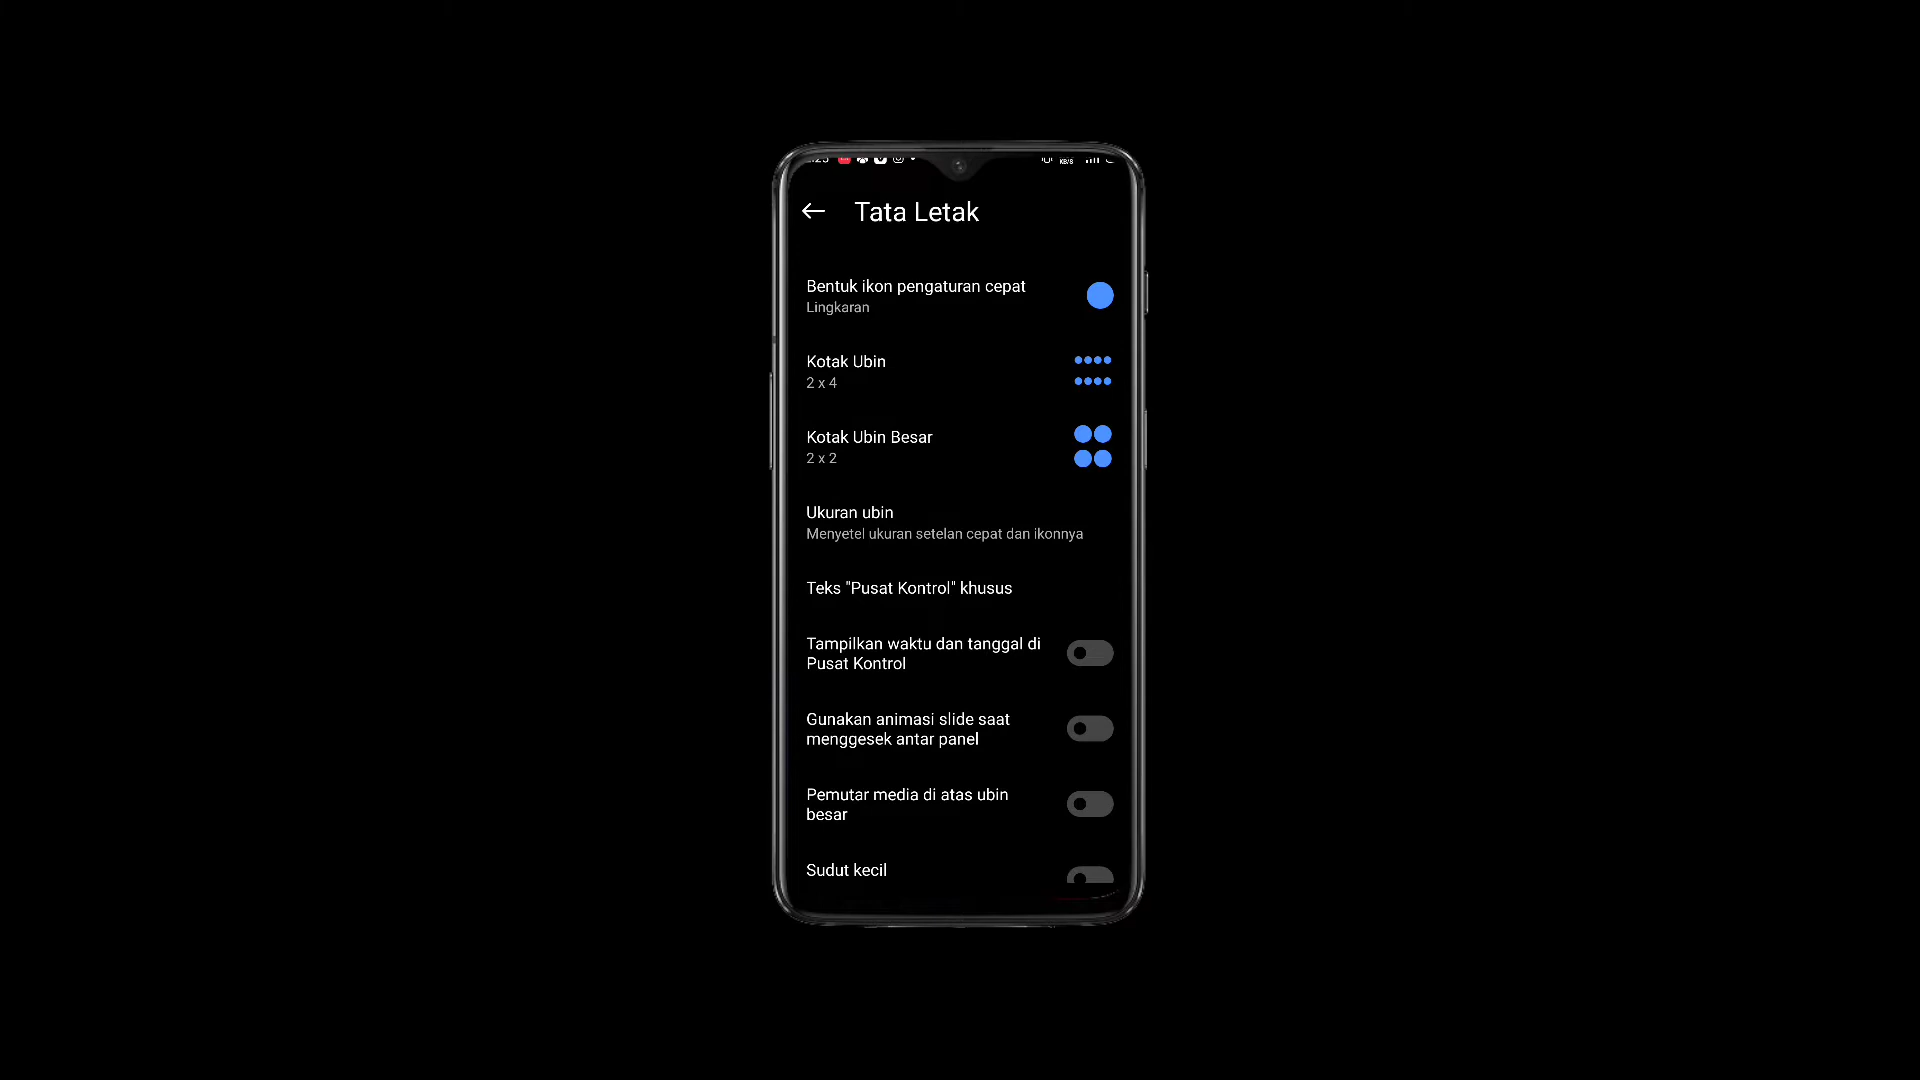 Tata Letak
Bentuk ikon pengaturan cepat
Lingkaran
Kotak Ubin
2 x 4
Kotak Ubin Besar
2 x 2
Ukuran ubin
Menyetel ukuran setelan cepat dan ikonnya
Teks "Pusat Kontrol" khusus
Tampilkan waktu dan tanggal di
Pusat Kontrol
Gunakan animasi slide saat
menggesek antar panel
Pemutar media di atas ubin
besar
Sudut kecil